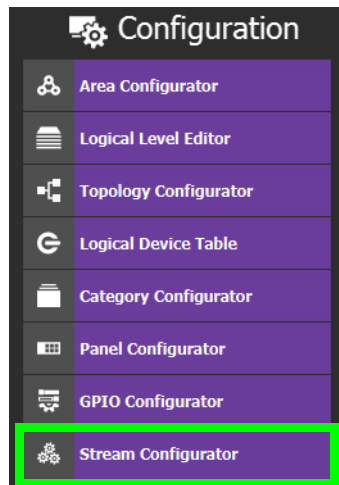 Configuration
Area Configurator
Logical Level Editor
Topology Configurator
Logical Device Table
Category Configurator
Panel Configurator
GPIO Configurator
Stream Configurator